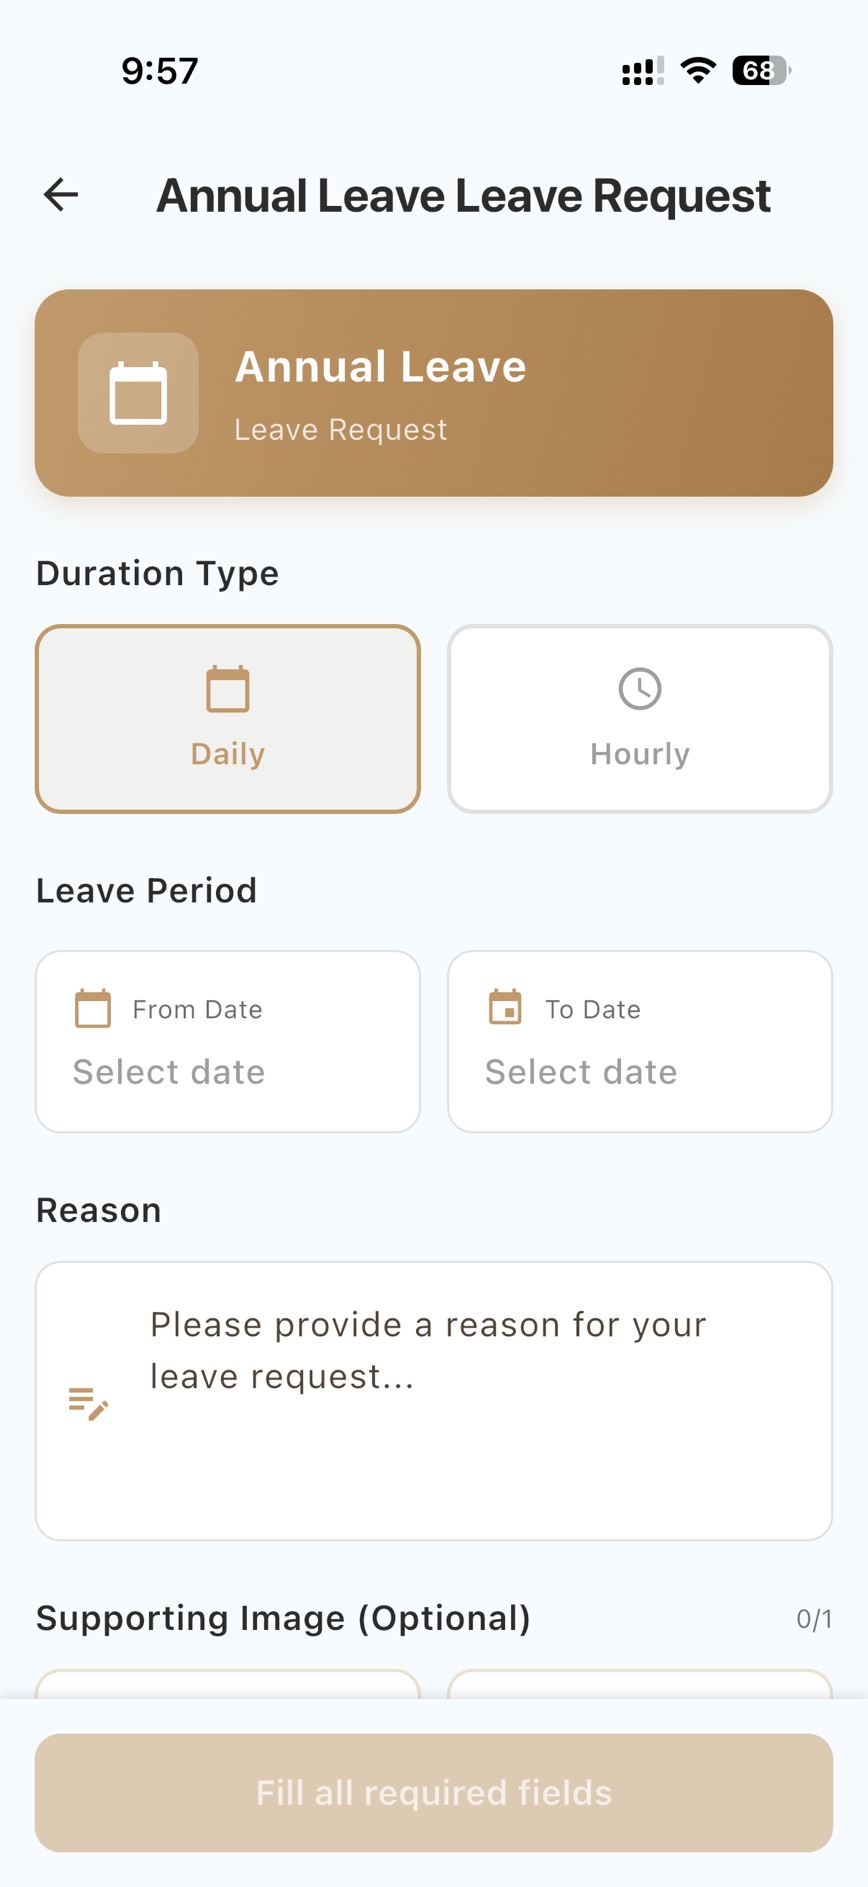 9:57
68
Annual Leave Leave Request
Annual Leave
Leave Request
Duration Type
Daily
Hourly
Leave Period
From Date
Select date
To Date
Select date
Reason
Please provide a reason for your
leave request...
Supporting Image (Optional)
0/1
Fill all required fields